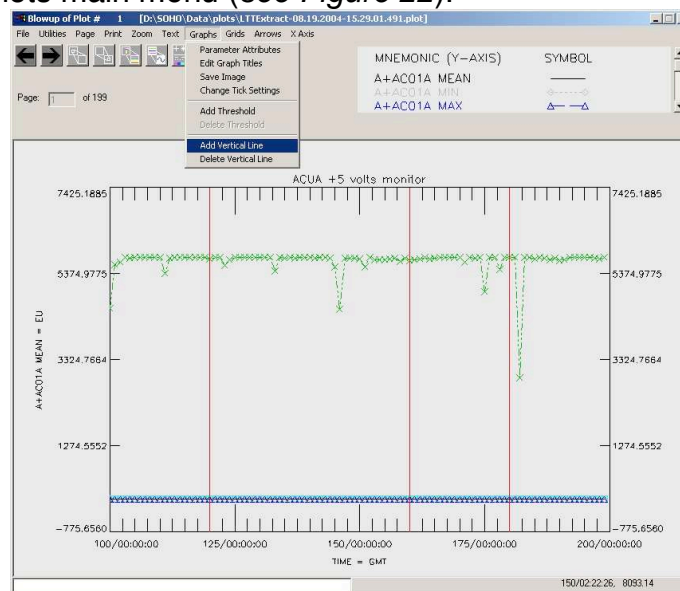 lots main menu (see Figure 22).
Blowup of Plot # 1 [D:\SOHO\Data\plots\LTTExtract-08.19.2004-15.29.01.491.plot]
File Utilities Page Print Zoom Text Graphs Grids Arrows X Axis
Parameter Attributes
Edit Graph Titles
Save Image
Change Tick Settings
Add Threshold
Delete Threshold
Add Vertical Line
Delete Vertical Line
Page: 1 of 199
MNEMONIC (Y-AXIS) SYMBOL
A+AC01A MEAN
A+AC01A MIN
A+AC01A MAX
ACUA +5 volts monitor
7425.1885 7425.1885
5374.9775 5374.9775
3324.7664 3324.7664
1274.5552 1274.5552
-775.6560 -775.6560
A+AC01A MEAN = EU
100/00:00:00 125/00:00:00 150/00:00:00 175/00:00:00 200/00:00:00
TIME = GMT
150/02:22:26, 8093.14